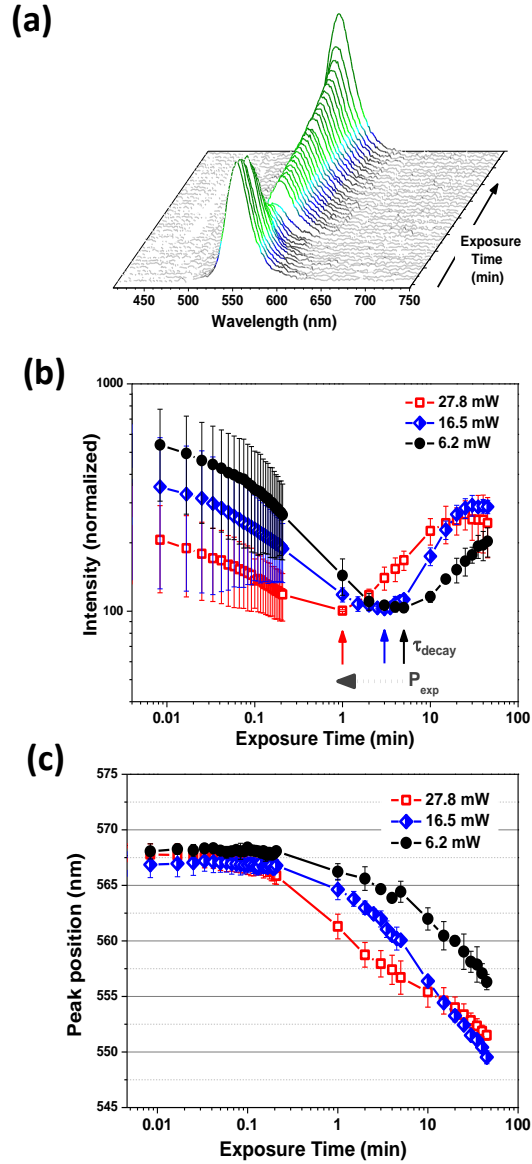 (a)
Exposure
Time
(min)
450 500 550 600 650 700 750
Wavelength (nm)
(b)
1000
27.8 mW
16.5 mW
6.2 mW
Intensity (normalized)
100
τdecay
Pexp
0.01 0.1 1 10 100
Exposure Time (min)
(c)
575
27.8 mW
16.5 mW
6.2 mW
570
565
560
Peak position (nm)
555
550
545
0.01 0.1 1 10 100
Exposure Time (min)